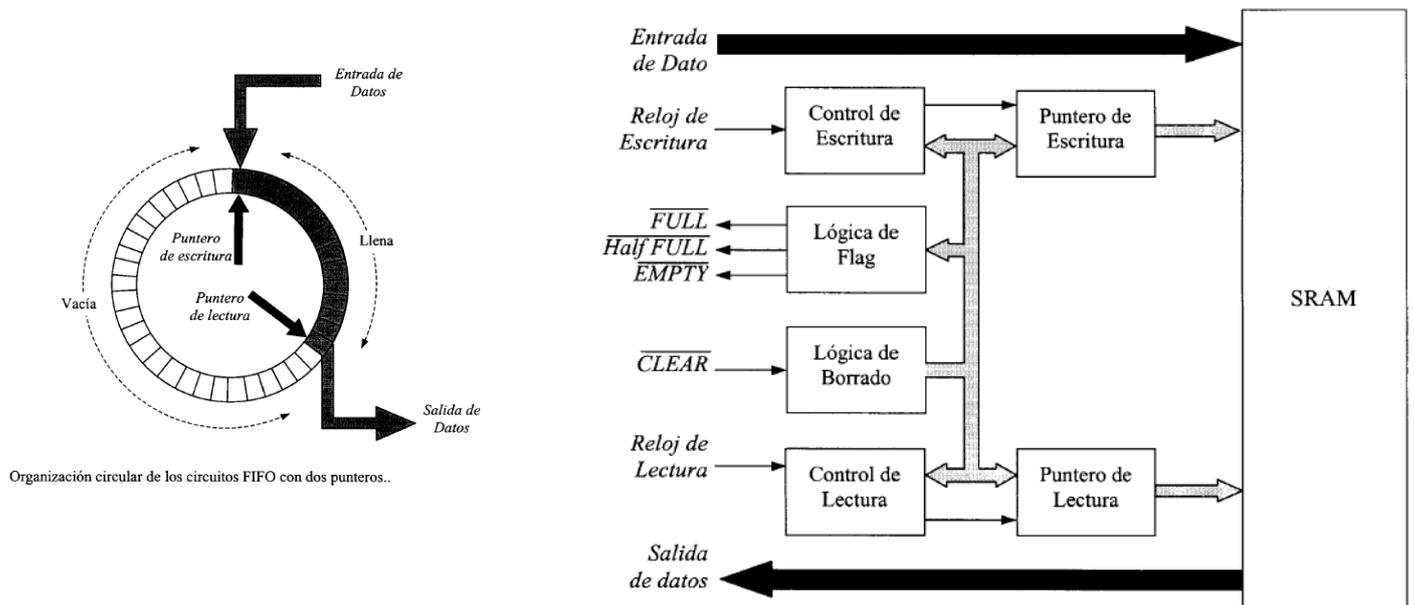 Entrada de
Datos
Puntero
de escritura
Llena
Puntero
de lectura
Vacía
Salida de
Datos
Organización circular de los circuitos FIFO con dos punteros..
Entrada
de Dato
Reloj de
Escritura
Control de
Escritura
Puntero de
Escritura
FULL
Half FULL
EMPTY
Lógica de
Flag
SRAM
CLEAR
Lógica de
Borrado
Reloj de
Lectura
Control de
Lectura
Puntero de
Lectura
Salida
de datos